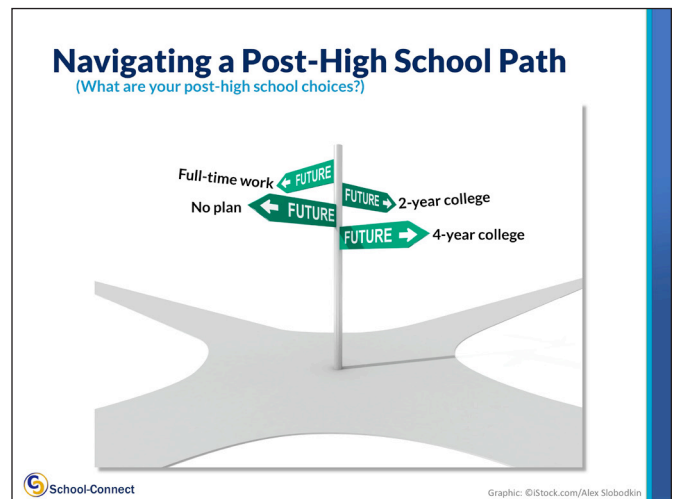 Navigating a Post-High School Path
(What are your post-high school choices?)
Full-time work
FUTURE
FUTURE
2-year college
No plan
FUTURE
FUTURE
4-year college
School-Connect
Graphic: ©iStock.com/Alex Slobodkin